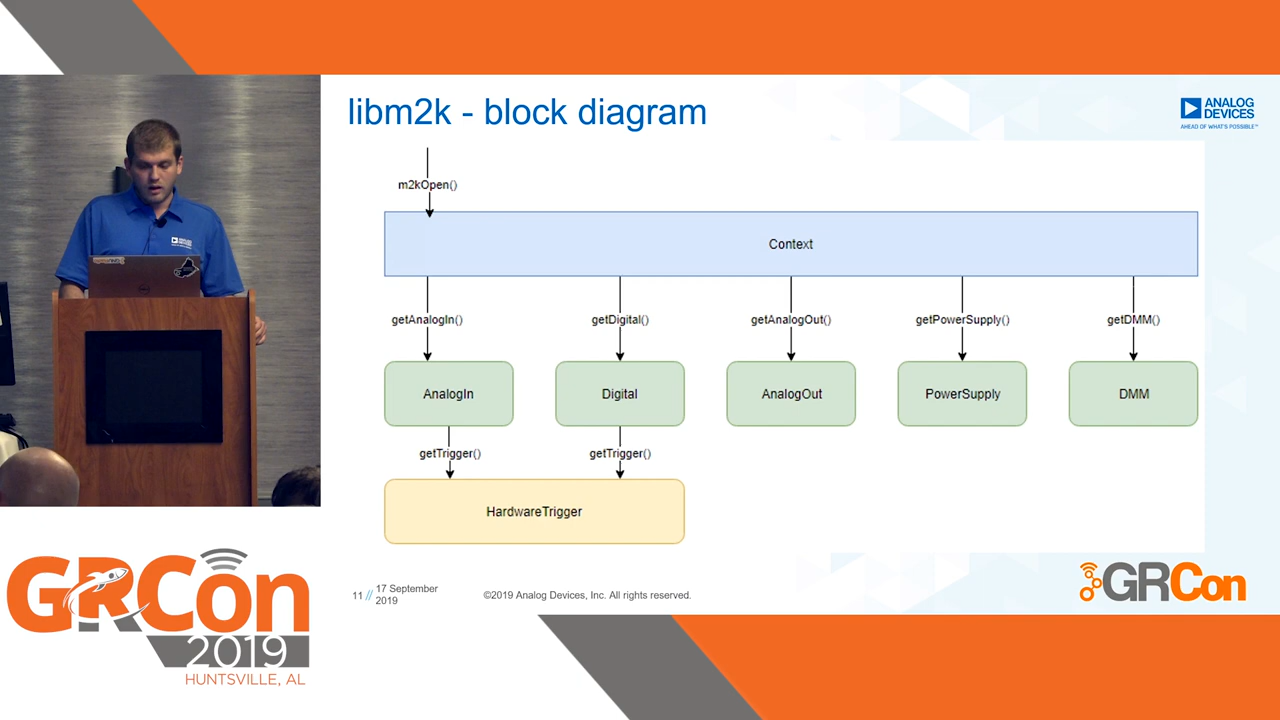 libm2k - block diagram
ANALOG
DEVICES
AHEAD OF WHAT'S POSSIBLE™
m2kOpen()
Context
getAnalogIn()
getDigital()
getAnalogOut()
getPowerSupply()
getDMM()
AnalogIn
Digital
AnalogOut
PowerSupply
DMM
getTrigger()
getTrigger()
HardwareTrigger
11 // 17 September
2019
©2019 Analog Devices, Inc. All rights reserved.
GRCon
GRCon
2019
HUNTSVILLE, AL